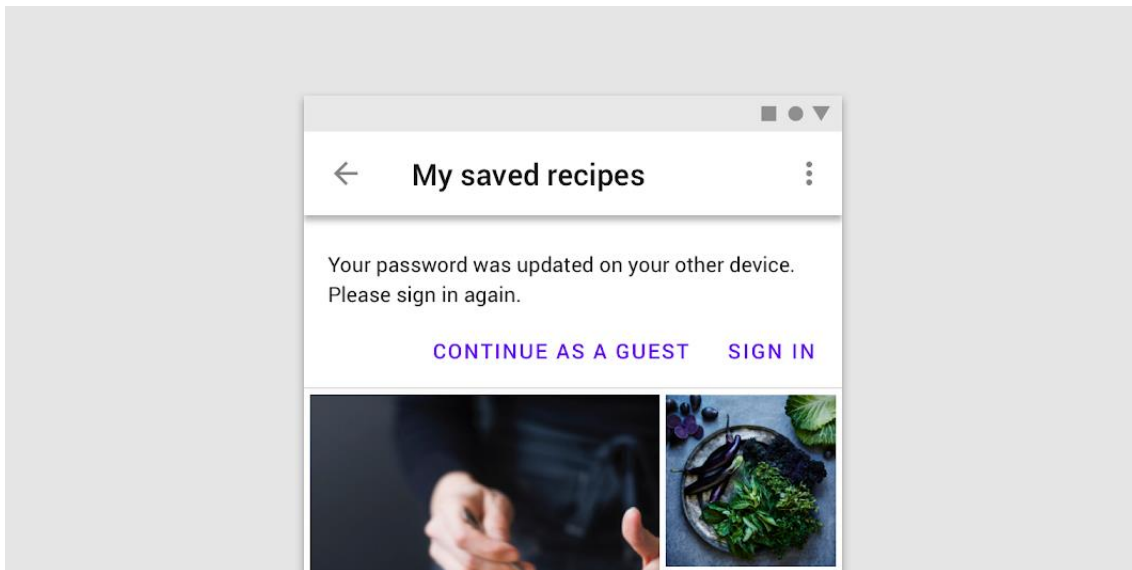 My saved recipes
Your password was updated on your other device.
Please sign in again.
CONTINUE AS A GUEST SIGN IN